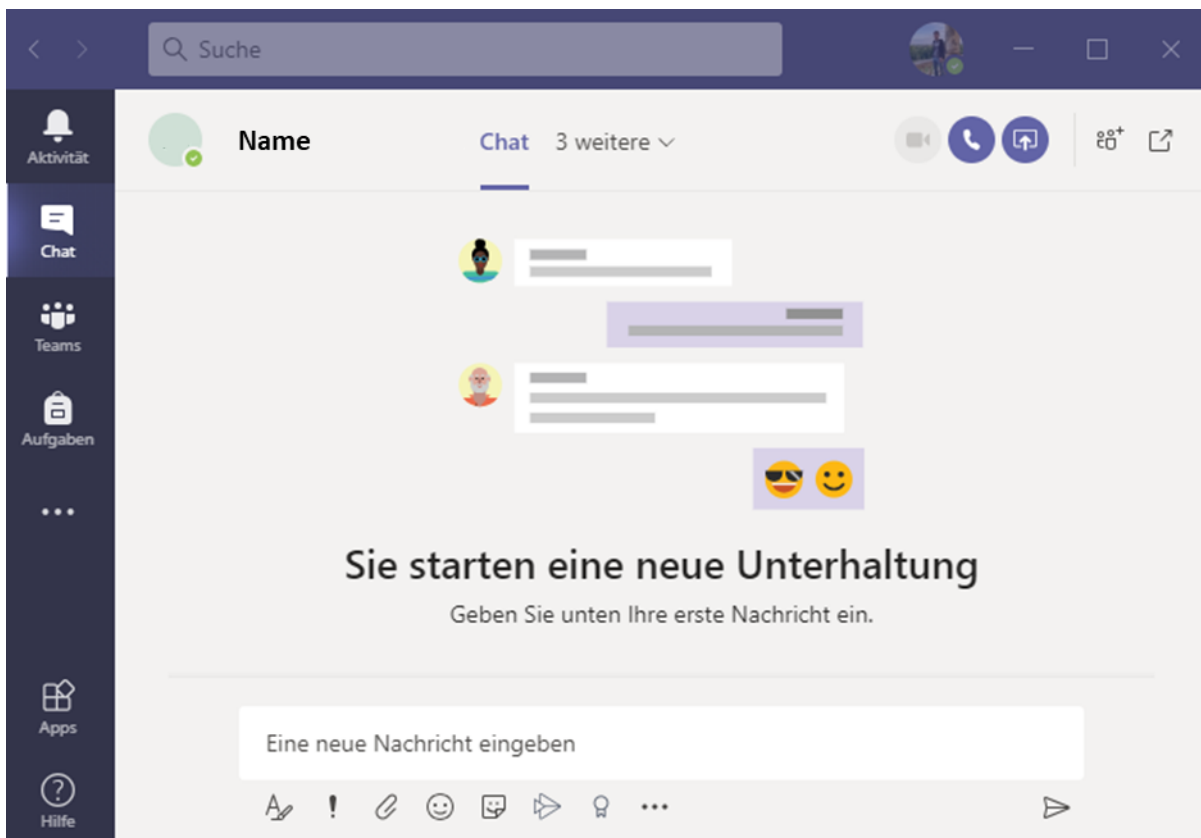 Suche
Aktivität
Chat
Teams
Aufgaben
Apps
Hilfe
Name
Chat
3 weitere
Sie starten eine neue Unterhaltung
Geben Sie unten Ihre erste Nachricht ein.
Eine neue Nachricht eingeben